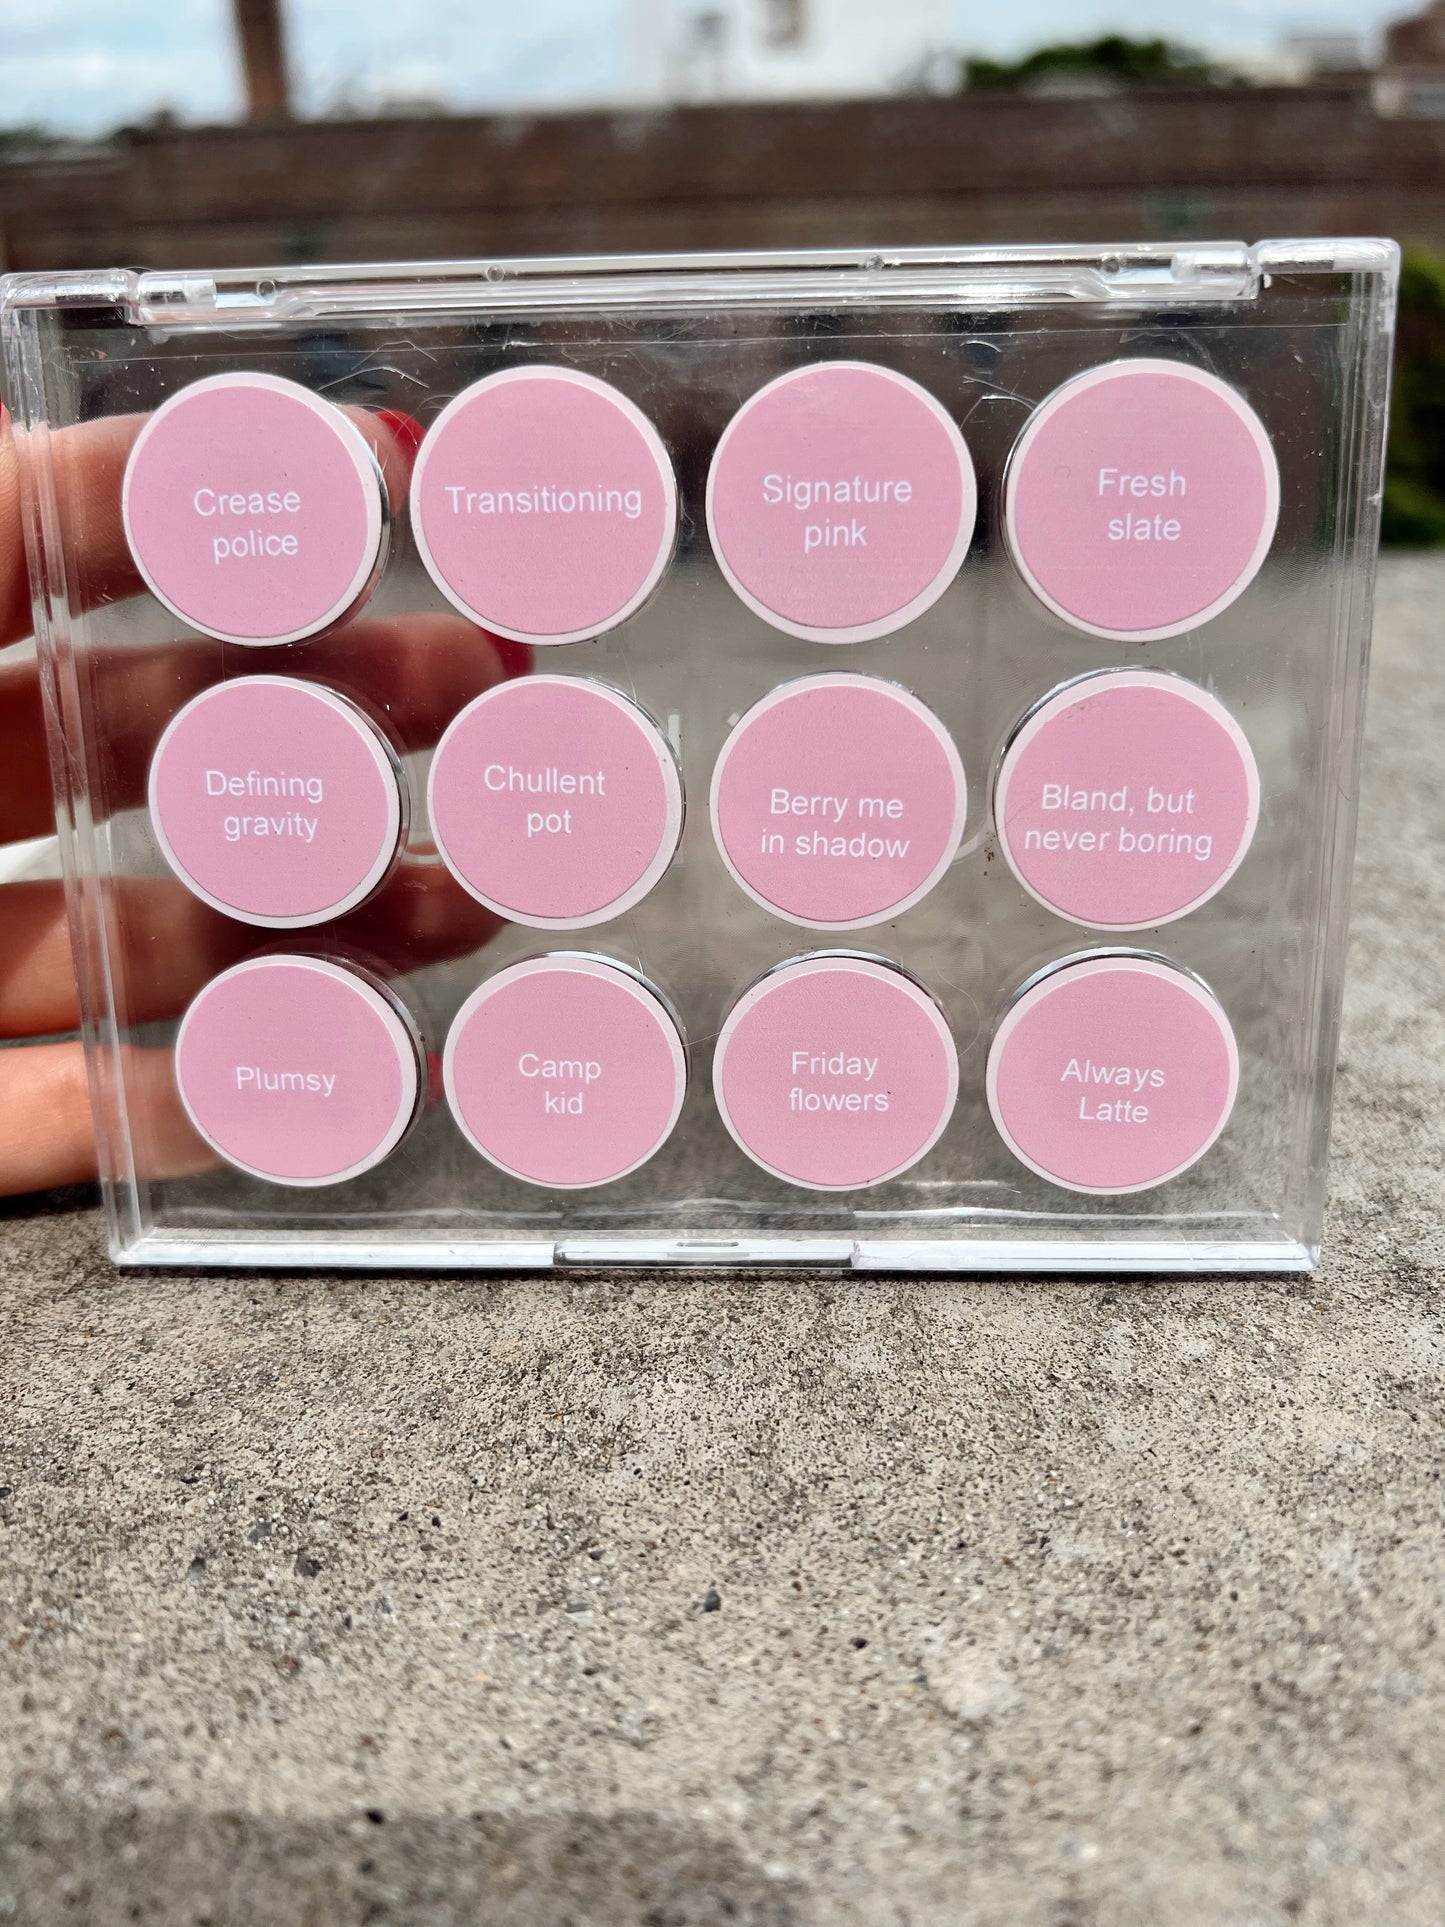 Crease
police
Transitioning
Signature
pink
Fresh
slate
Defining
gravity
Chullent
pot
Berry me
in shadow
Bland, but
never boring
Plumsy
Camp
kid
Friday
flowers
Always
Latte